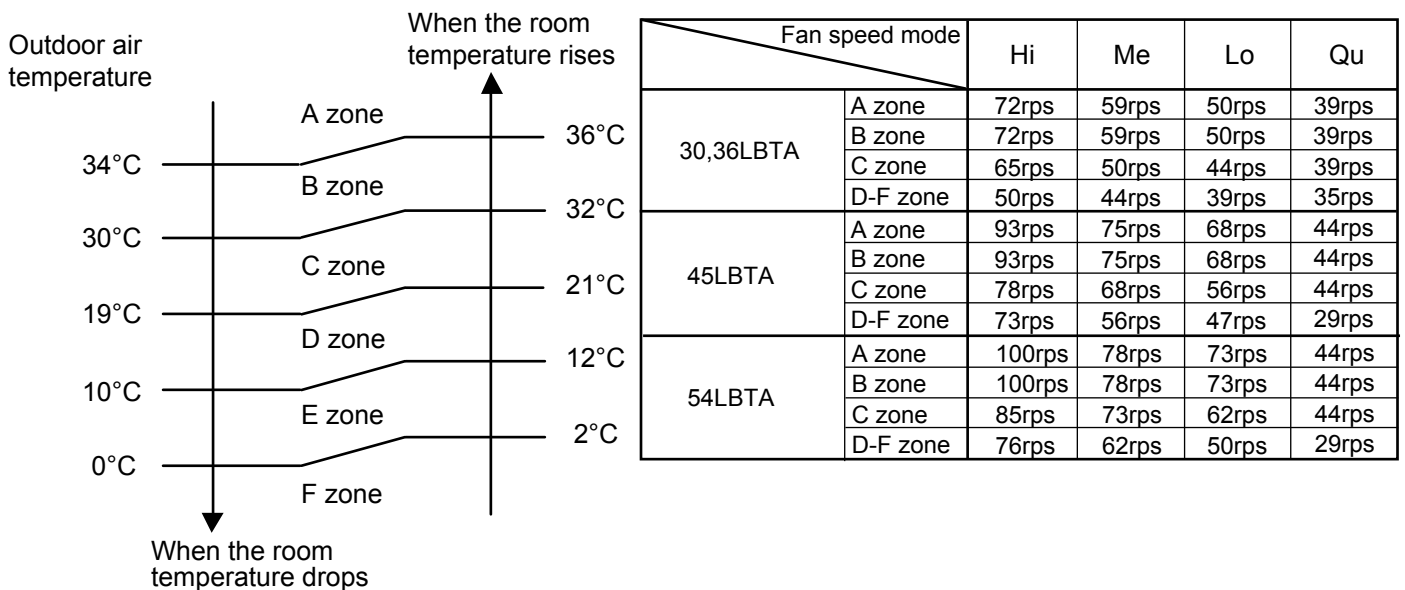 Outdoor air
temperature
When the room
temperature rises
A zone
36°C
34°C
B zone
32°C
30°C
C zone
21°C
19°C
D zone
12°C
10°C
E zone
2°C
0°C
F zone
When the room
temperature drops
Fan speed mode Hi Me Lo Qu
30,36LBTA
A zone 72rps 59rps 50rps 39rps
B zone 72rps 59rps 50rps 39rps
C zone 65rps 50rps 44rps 39rps
D-F zone 50rps 44rps 39rps 35rps
45LBTA
A zone 93rps 75rps 68rps 44rps
B zone 93rps 75rps 68rps 44rps
C zone 78rps 68rps 56rps 44rps
D-F zone 73rps 56rps 47rps 29rps
54LBTA
A zone 100rps 78rps 73rps 44rps
B zone 100rps 78rps 73rps 44rps
C zone 85rps 73rps 62rps 44rps
D-F zone 76rps 62rps 50rps 29rps